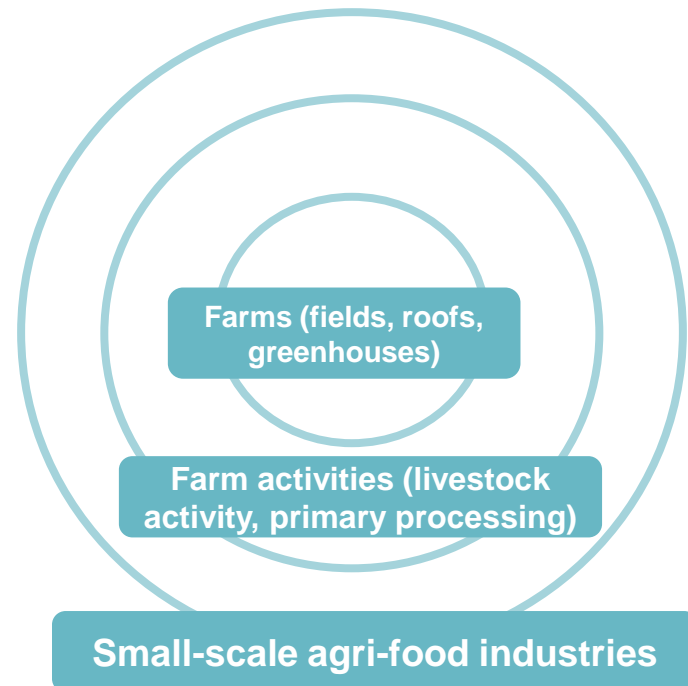 Farms (fields, roofs,
greenhouses)
Farm activities (livestock
activity, primary processing)
Small-scale agri-food industries